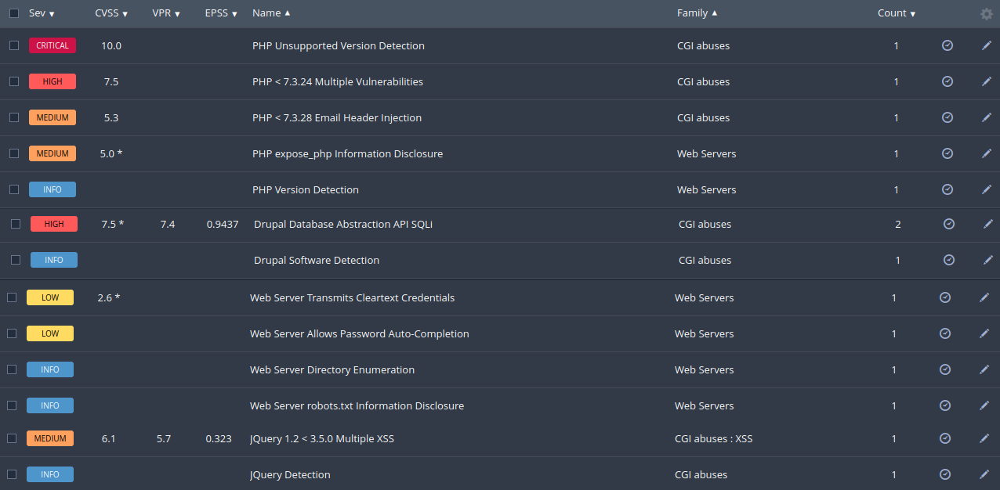 Sev ▼ CVSS ▼ VPR ▼ EPSS ▼ Name ▲ Family ▲ Count ▼
CRITICAL 10.0 PHP Unsupported Version Detection CGI abuses 1
HIGH 7.5 PHP < 7.3.24 Multiple Vulnerabilities CGI abuses 1
MEDIUM 5.3 PHP < 7.3.28 Email Header Injection CGI abuses 1
MEDIUM 5.0 * PHP expose_php Information Disclosure Web Servers 1
INFO PHP Version Detection Web Servers 1
HIGH 7.5 * 7.4 0.9437 Drupal Database Abstraction API SQLi CGI abuses 2
INFO Drupal Software Detection CGI abuses 1
LOW 2.6 * Web Server Transmits Cleartext Credentials Web Servers 1
LOW Web Server Allows Password Auto-Completion Web Servers 1
INFO Web Server Directory Enumeration Web Servers 1
INFO Web Server robots.txt Information Disclosure Web Servers 1
MEDIUM 6.1 5.7 0.323 JQuery 1.2 < 3.5.0 Multiple XSS CGI abuses : XSS 1
INFO JQuery Detection CGI abuses 1